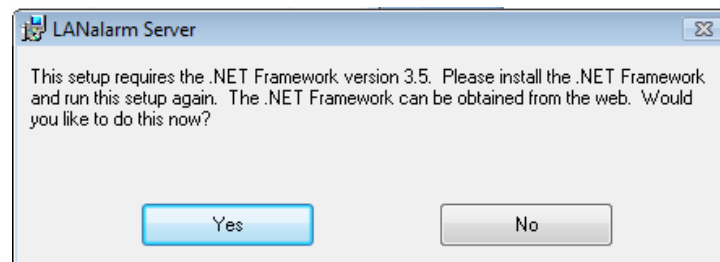 LANalarm Server
This setup requires the .NET Framework version 3.5.  Please install the .NET Framework
and run this setup again.  The .NET Framework can be obtained from the web.  Would
you like to do this now?
Yes
No